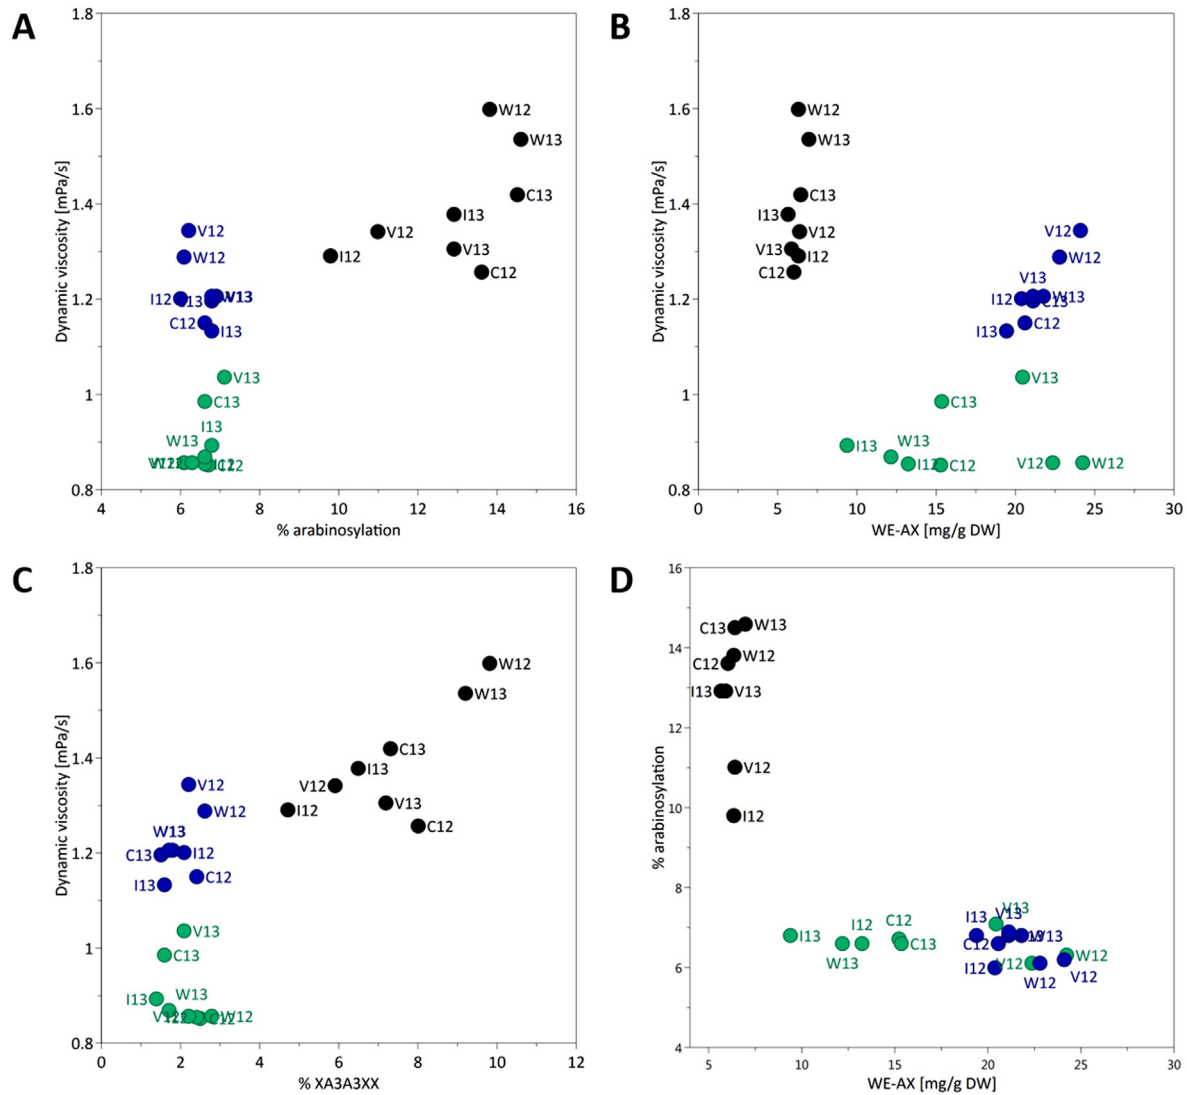 A
1.8
1.6
1.4
1.2
1
0.8
Dynamic viscosity [mPa/s]
W12
W13
C13
I13
V12
V13
I12
C12
V12
W12
I12
V13
C12
I13
V13
C13
I13
W13
4
6
8
10
12
14
16
% arabinosylation
B
1.8
1.6
1.4
1.2
1
0.8
Dynamic viscosity [mPa/s]
W12
W13
C13
I13
V12
V13
I12
C12
V12
W12
V13
I12
W13
C13
C12
I13
V13
C13
I13
W13
I12
C12
V12
W12
0
5
10
15
20
25
30
WE-AX [mg/g DW]
C
1.8
1.6
1.4
1.2
1
0.8
Dynamic viscosity [mPa/s]
W12
W13
C13
I13
V12
V13
I12
C12
V12
W12
W13
C13
I12
C12
I13
V13
C13
I13
W13
V12
W12
0
2
4
6
8
10
12
% XA3A3XX
D
16
14
12
10
8
6
4
% arabinosylation
C13
W13
W12
C12
I13
V13
V12
I12
I13
I12
W13
C12
C13
I13
V13
V13
W13
C12
I12
V12
W12
W12
V12
5
10
15
20
25
30
WE-AX [mg/g DW]